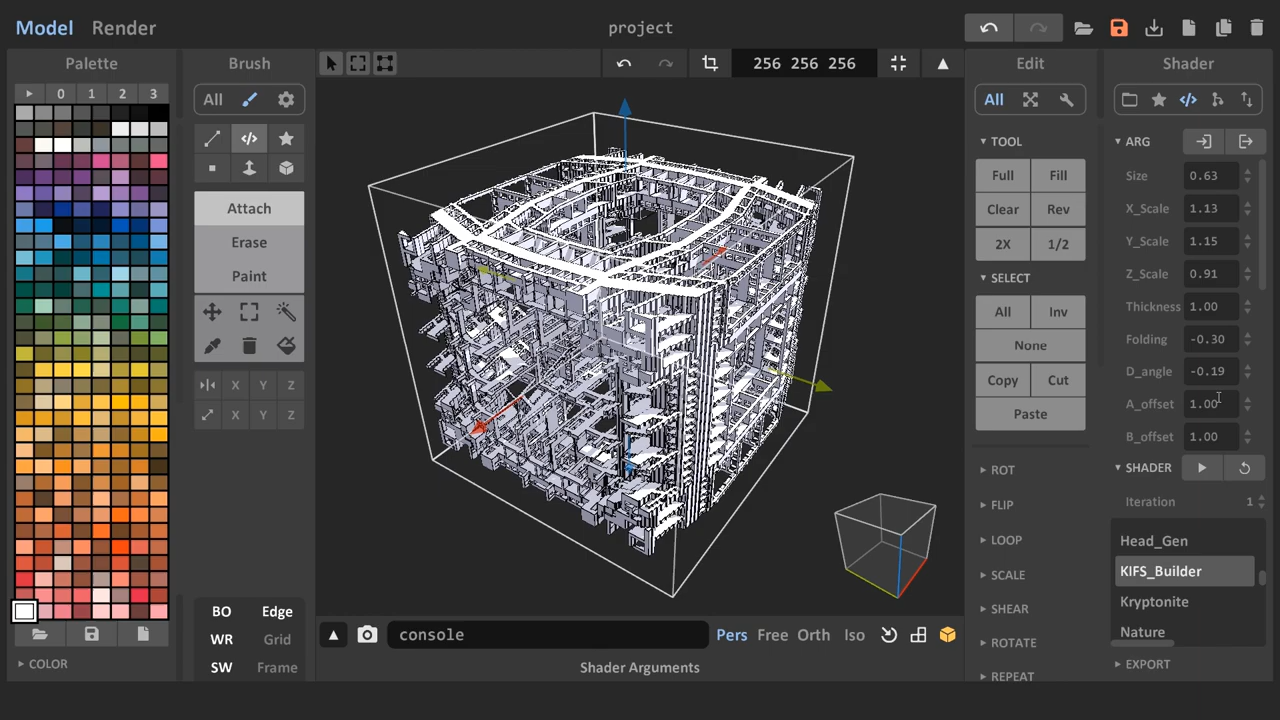 Model Render
project
Palette
0 1 2 3
COLOR
Brush
All
Attach
Erase
Paint
X Y Z
X Y Z
BO Edge
WR Grid
SW Frame
256 256 256
console
Pers Free Orth Iso
Shader Arguments
Edit
All
TOOL
Full Fill
Clear Rev
2X 1/2
SELECT
All Inv
None
Copy Cut
Paste
ROT
FLIP
LOOP
SCALE
SHEAR
ROTATE
REPEAT
Shader
ARG
Size 0.63
X_Scale 1.13
Y_Scale 1.15
Z_Scale 0.91
Thickness 1.00
Folding -0.30
D_angle -0.19
A_offset 1.00
B_offset 1.00
SHADER
Iteration 1
Head_Gen
KIFS_Builder
Kryptonite
Nature
EXPORT